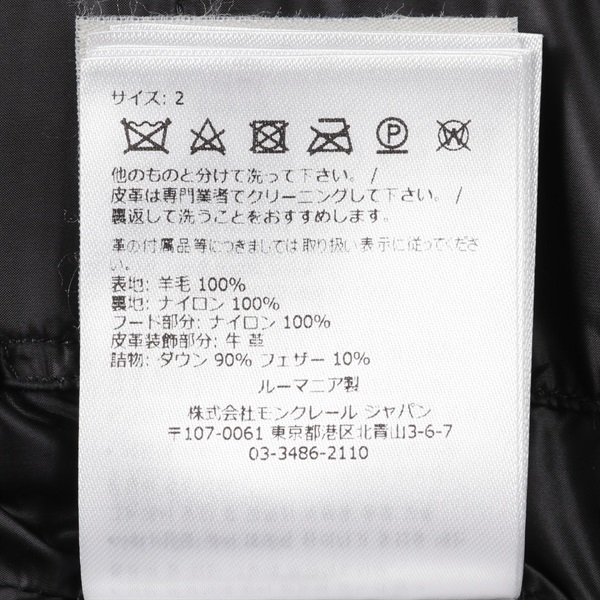 サイズ: 2
P W
他のものと分けて洗って下さい。 /
皮革は専門業者でクリーニングして下さい。 /
裏返して洗うことをおすすめします。
革の付属品等につきましては取り扱い表示に従ってくださ
い。
表地: 羊毛 100%
裏地: ナイロン 100%
フード部分: ナイロン 100%
皮革装飾部分: 牛 革
詰物: ダウン 90% フェザー 10%
ルーマニア製
株式会社モンクレール ジャパン
〒107-0061 東京都港区北青山3-6-7
03-3486-2110